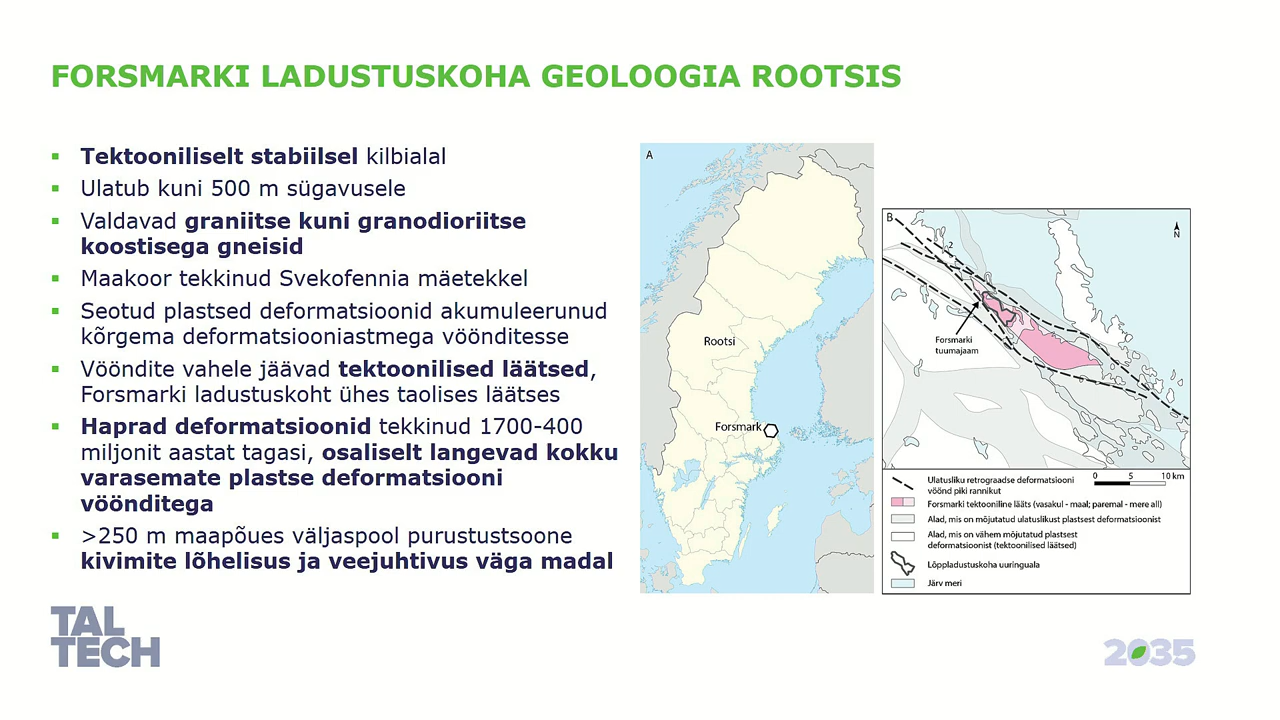 FORSMARKI LADUSTUSKOHA GEOLOOGIA ROOTSIS
Tektooniliselt stabiilsel kilbialal
Ulatub kuni 500 m sügavusele
Valdavad graniitse kuni granodioriitse
koostisega gneisid
Maakoor tekkinud Svekofennia mäetekkel
Seotud plastsed deformatsioonid akumuleerunud
kõrgema deformatsiooniastmega vöönditesse
Vööndite vahele jäävad tektoonilised läätsed,
Forsmarki ladustuskoht ühes taolises läätses
Haprad deformatsioonid tekkinud 1700-400
miljonit aastat tagasi, osaliselt langevad kokku
varasemate plastse deformatsiooni
vöönditega
>250 m maapõues väljaspool purustustsoone
kivimite lõhelisus ja veejuhtivus väga madal
A
Rootsi
Forsmark
B
2
N
Forsmarki
tuumajaam
0 5 10 km
Ulatusliku retrograadse deformatsiooni
vöönd piki rannikut
Forsmarki tektooniline lääts (vasakul - maal; paremal - mere all)
Alad, mis on mõjutatud ulatuslikust plastsest deformatsioonist
Alad, mis on vähem mõjutatud plastsest
deformatsioonist (tektoonilised läätsed)
Lõppladustuskoha uuringuala
Järv meri
TAL
TECH
2035